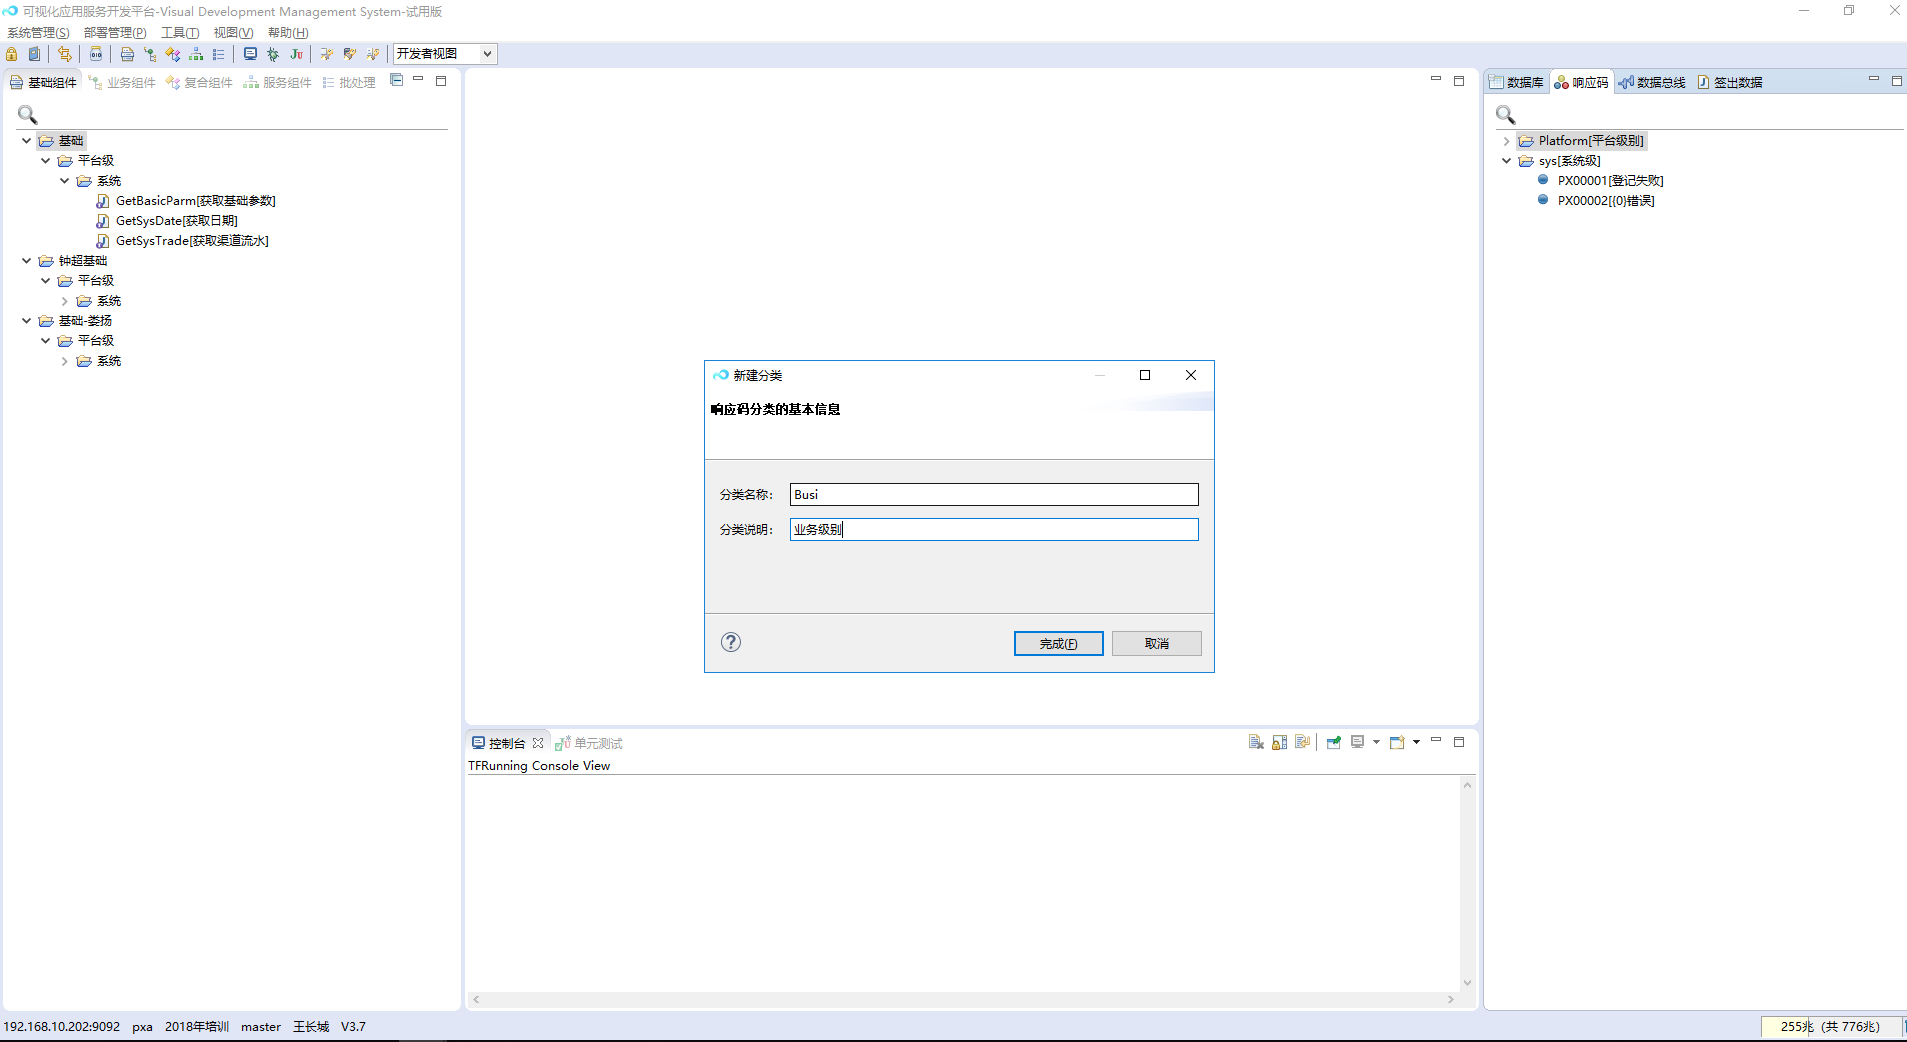 可视化应用服务开发平台-Visual Development Management System-试用版
系统管理(S) 部署管理(P) 工具(T) 视图(V) 帮助(H)
开发者视图
基础组件 业务组件 复合组件 服务组件 批处理
基础
平台级
系统
GetBasicParm[获取基础参数]
GetSysDate[获取日期]
GetSysTrade[获取渠道流水]
钟超基础
平台级
系统
基础-娄扬
平台级
系统
新建分类
响应码分类的基本信息
分类名称： Busi
分类说明： 业务级别
完成(F) 取消
控制台 单元测试
TFRunning Console View
数据库 响应码 数据总线 签出数据
Platform[平台级别]
sys[系统级]
PX00001[登记失败]
PX00002[{0}错误]
192.168.10.202:9092 pxa 2018年培训 master 王长城 V3.7
255兆 (共 776兆)